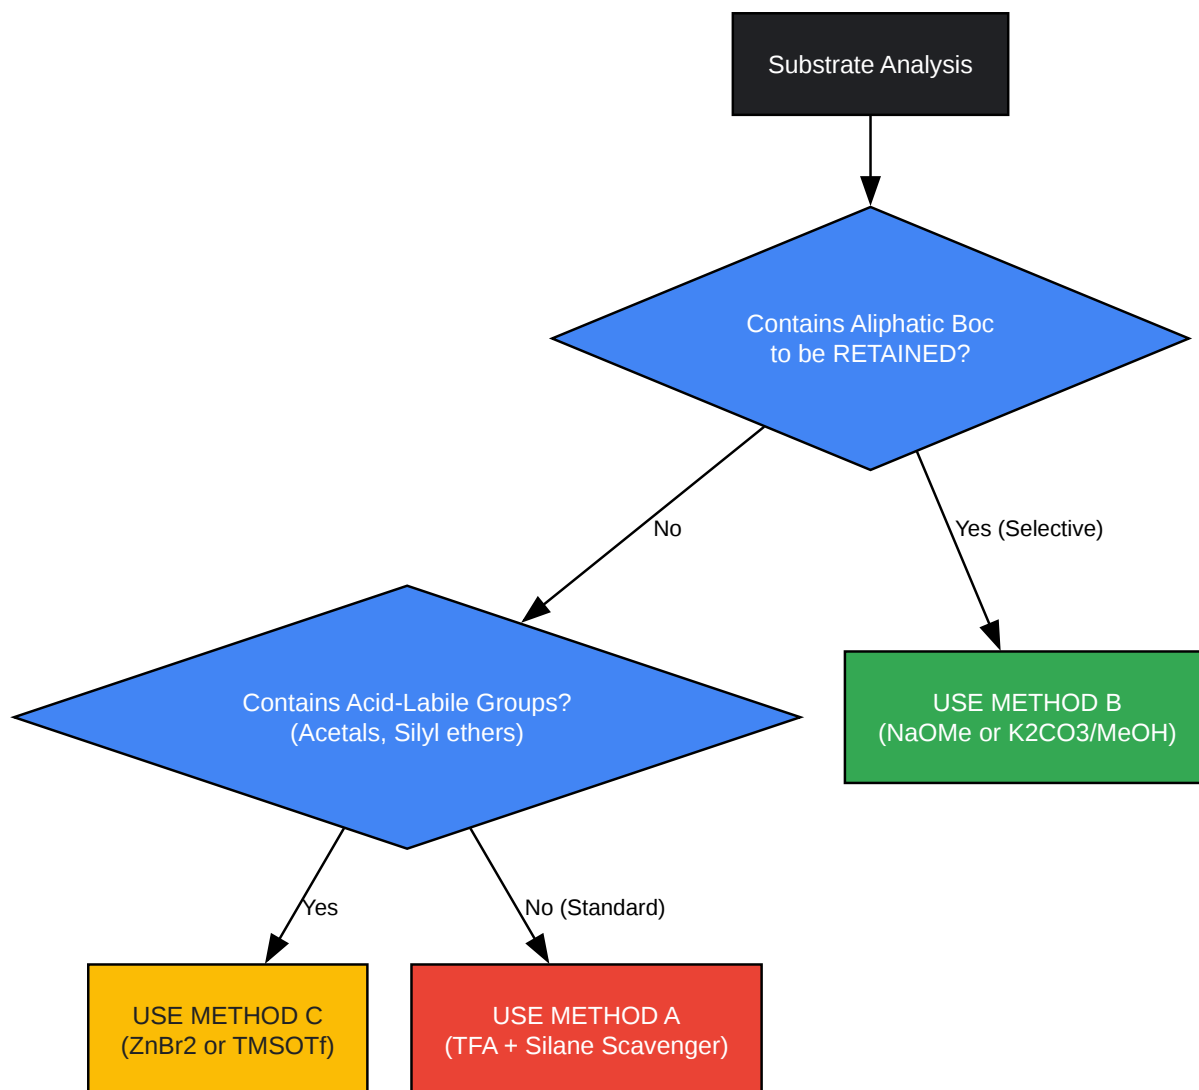 Substrate Analysis
Contains Aliphatic Boc
to be RETAINED?
No
Yes (Selective)
Contains Acid-Labile Groups?
(Acetals, Silyl ethers)
USE METHOD B
(NaOMe or K2CO3/MeOH)
Yes
No (Standard)
USE METHOD C
(ZnBr2 or TMSOTf)
USE METHOD A
(TFA + Silane Scavenger)